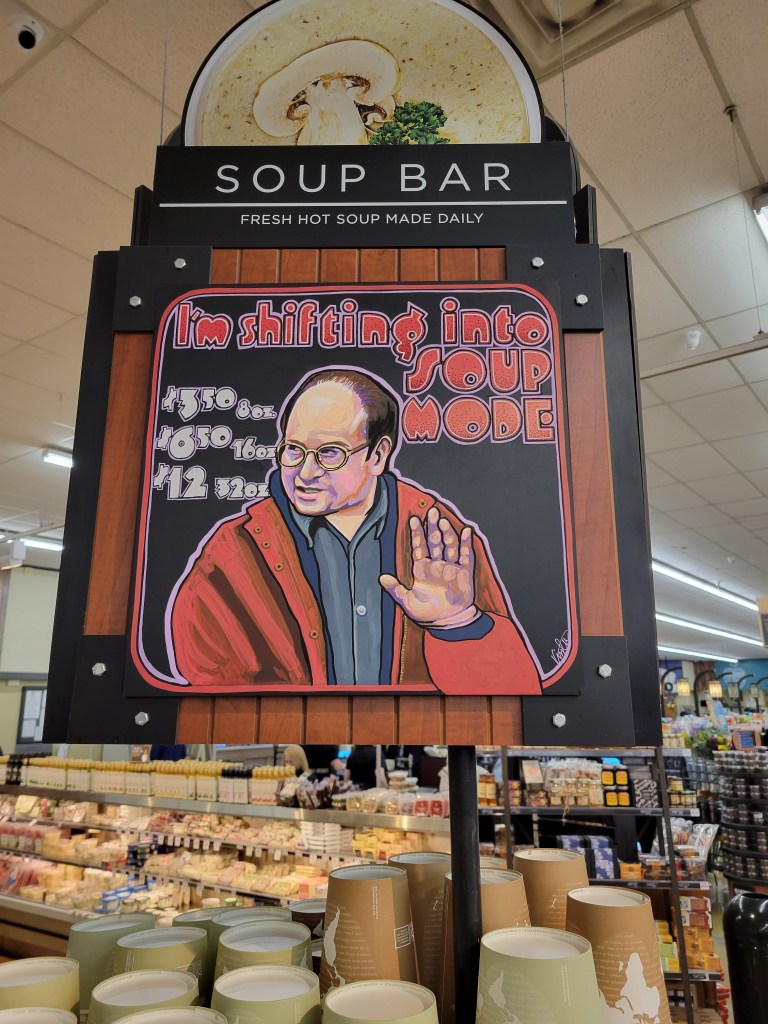 SOUP BAR
FRESH HOT SOUP MADE DAILY
I'm shifting into
SOUP
MODE
$350 8oz.
$650 16oz
$12 32oz